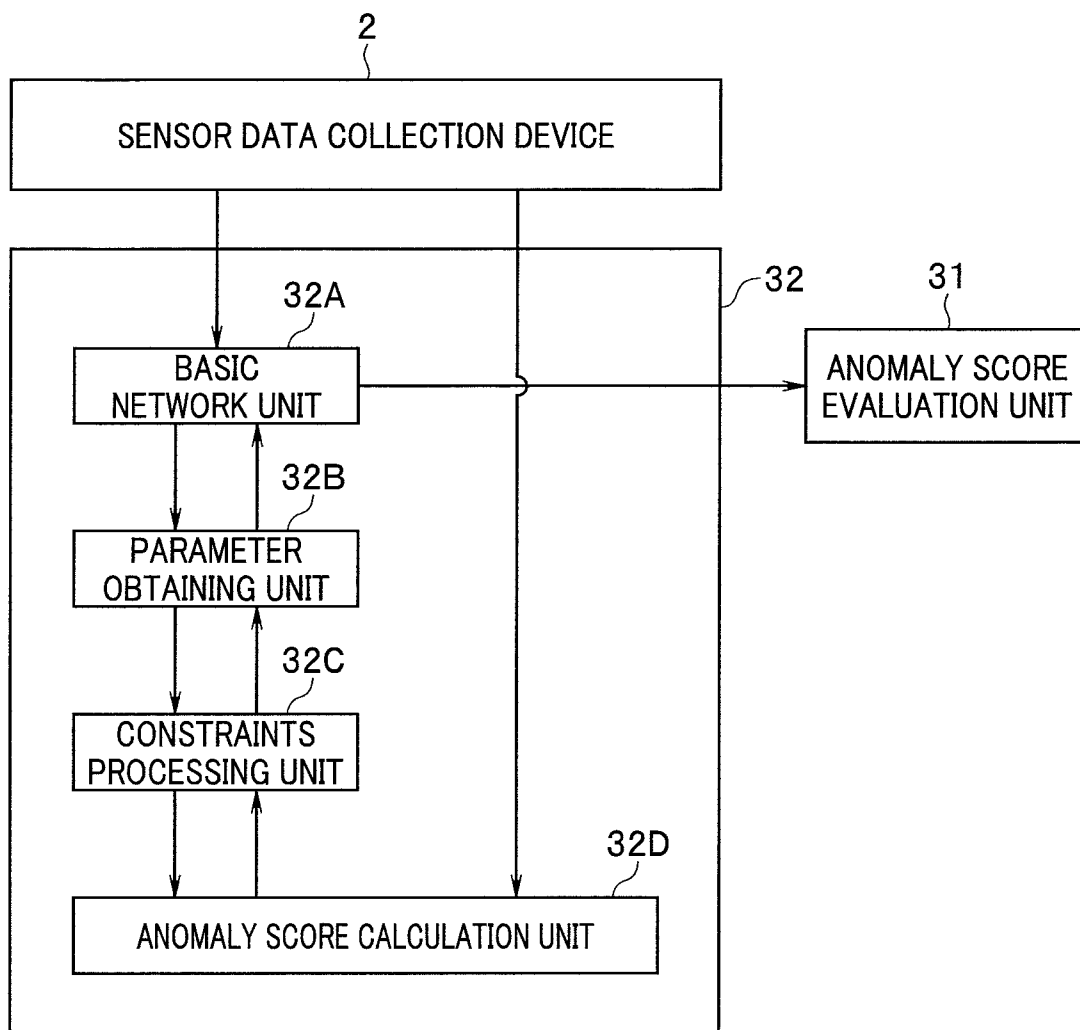 2
SENSOR DATA COLLECTION DEVICE
32
31
32A
BASIC
NETWORK UNIT
ANOMALY SCORE
EVALUATION UNIT
32B
PARAMETER
OBTAINING UNIT
32C
CONSTRAINTS
PROCESSING UNIT
32D
ANOMALY SCORE CALCULATION UNIT